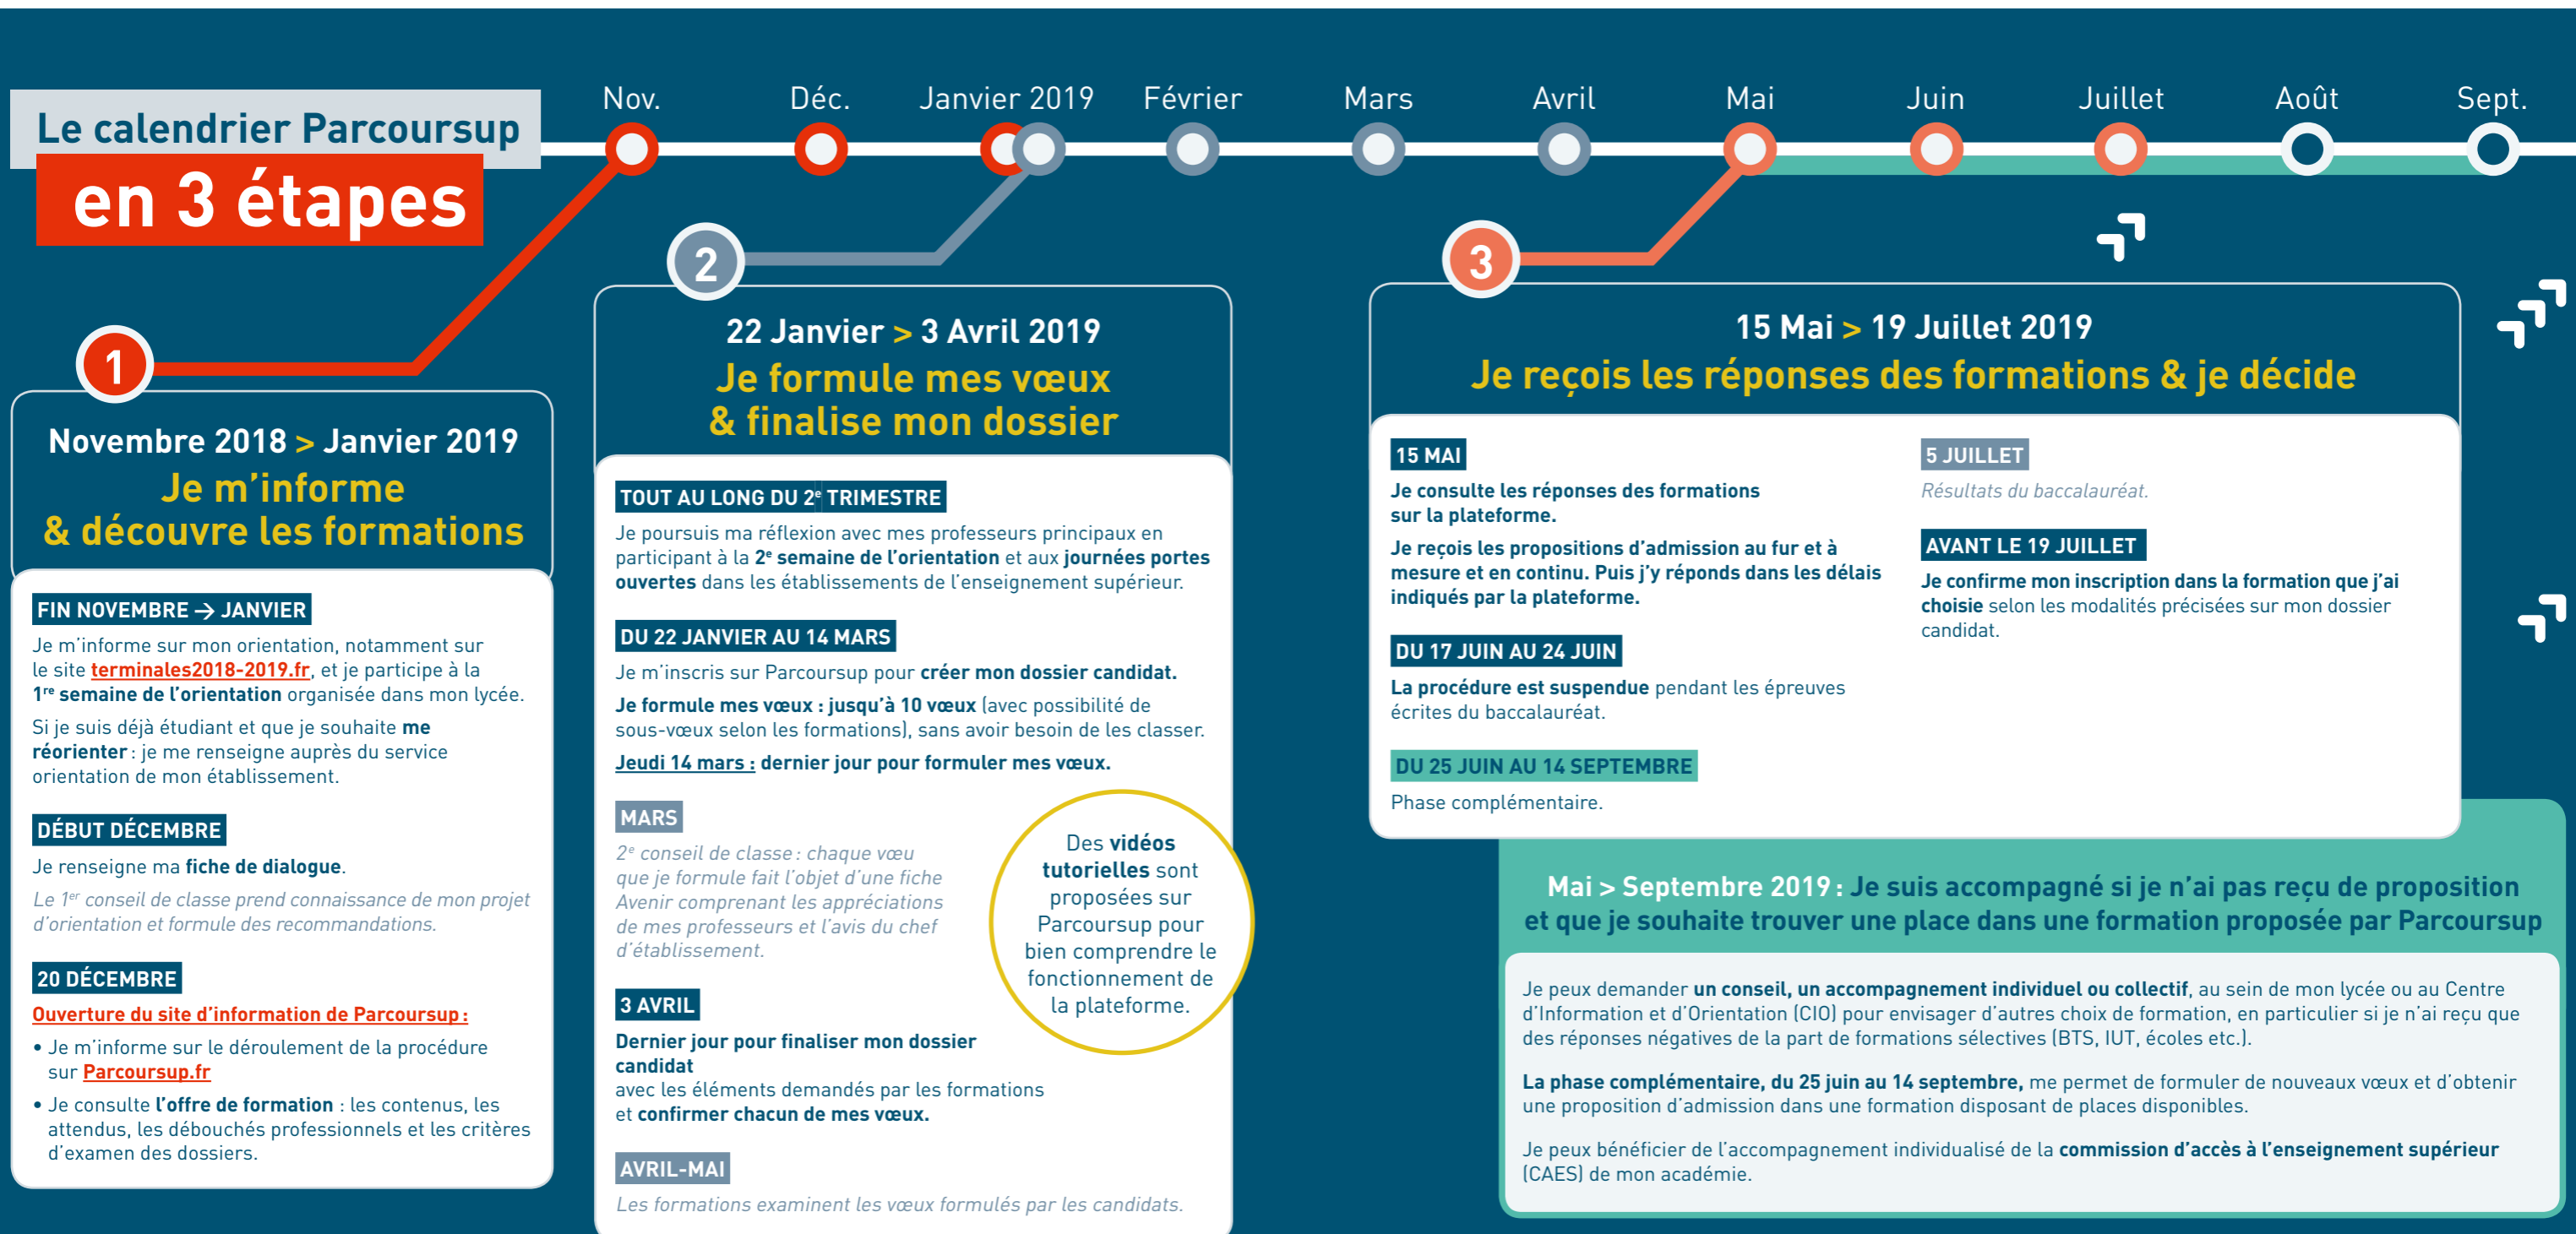 Le calendrier Parcoursup
en 3 étapes
Nov.
Déc.
Janvier 2019
Février
Mars
Avril
Mai
Juin
Juillet
Août
Sept.
1
Novembre 2018 > Janvier 2019
Je m'informe
& découvre les formations
FIN NOVEMBRE → JANVIER
Je m'informe sur mon orientation, notamment sur
le site terminales2018-2019.fr, et je participe à la
1re semaine de l'orientation organisée dans mon lycée.
Si je suis déjà étudiant et que je souhaite me
réorienter : je me renseigne auprès du service
orientation de mon établissement.
DÉBUT DÉCEMBRE
Je renseigne ma fiche de dialogue.
Le 1er conseil de classe prend connaissance de mon projet
d'orientation et formule des recommandations.
20 DÉCEMBRE
Ouverture du site d'information de Parcoursup :
• Je m'informe sur le déroulement de la procédure
sur Parcoursup.fr
• Je consulte l'offre de formation : les contenus, les
attendus, les débouchés professionnels et les critères
d'examen des dossiers.
2
22 Janvier > 3 Avril 2019
Je formule mes vœux
& finalise mon dossier
TOUT AU LONG DU 2e TRIMESTRE
Je poursuis ma réflexion avec mes professeurs principaux en
participant à la 2e semaine de l'orientation et aux journées portes
ouvertes dans les établissements de l'enseignement supérieur.
DU 22 JANVIER AU 14 MARS
Je m'inscris sur Parcoursup pour créer mon dossier candidat.
Je formule mes vœux : jusqu'à 10 vœux (avec possibilité de
sous-vœux selon les formations), sans avoir besoin de les classer.
Jeudi 14 mars : dernier jour pour formuler mes vœux.
MARS
2e conseil de classe : chaque vœu
que je formule fait l'objet d'une fiche
Avenir comprenant les appréciations
de mes professeurs et l'avis du chef
d'établissement.
Des vidéos
tutorielles sont
proposées sur
Parcoursup pour
bien comprendre le
fonctionnement de
la plateforme.
3 AVRIL
Dernier jour pour finaliser mon dossier
candidat
avec les éléments demandés par les formations
et confirmer chacun de mes vœux.
AVRIL-MAI
Les formations examinent les vœux formulés par les candidats.
3
15 Mai > 19 Juillet 2019
Je reçois les réponses des formations & je décide
15 MAI
Je consulte les réponses des formations
sur la plateforme.
Je reçois les propositions d'admission au fur et à
mesure et en continu. Puis j'y réponds dans les délais
indiqués par la plateforme.
DU 17 JUIN AU 24 JUIN
La procédure est suspendue pendant les épreuves
écrites du baccalauréat.
DU 25 JUIN AU 14 SEPTEMBRE
Phase complémentaire.
5 JUILLET
Résultats du baccalauréat.
AVANT LE 19 JUILLET
Je confirme mon inscription dans la formation que j'ai
choisie selon les modalités précisées sur mon dossier
candidat.
Mai > Septembre 2019 : Je suis accompagné si je n'ai pas reçu de proposition
et que je souhaite trouver une place dans une formation proposée par Parcoursup
Je peux demander un conseil, un accompagnement individuel ou collectif, au sein de mon lycée ou au Centre
d'Information et d'Orientation (CIO) pour envisager d'autres choix de formation, en particulier si je n'ai reçu que
des réponses négatives de la part de formations sélectives (BTS, IUT, écoles etc.).
La phase complémentaire, du 25 juin au 14 septembre, me permet de formuler de nouveaux vœux et d'obtenir
une proposition d'admission dans une formation disposant de places disponibles.
Je peux bénéficier de l'accompagnement individualisé de la commission d'accès à l'enseignement supérieur
(CAES) de mon académie.